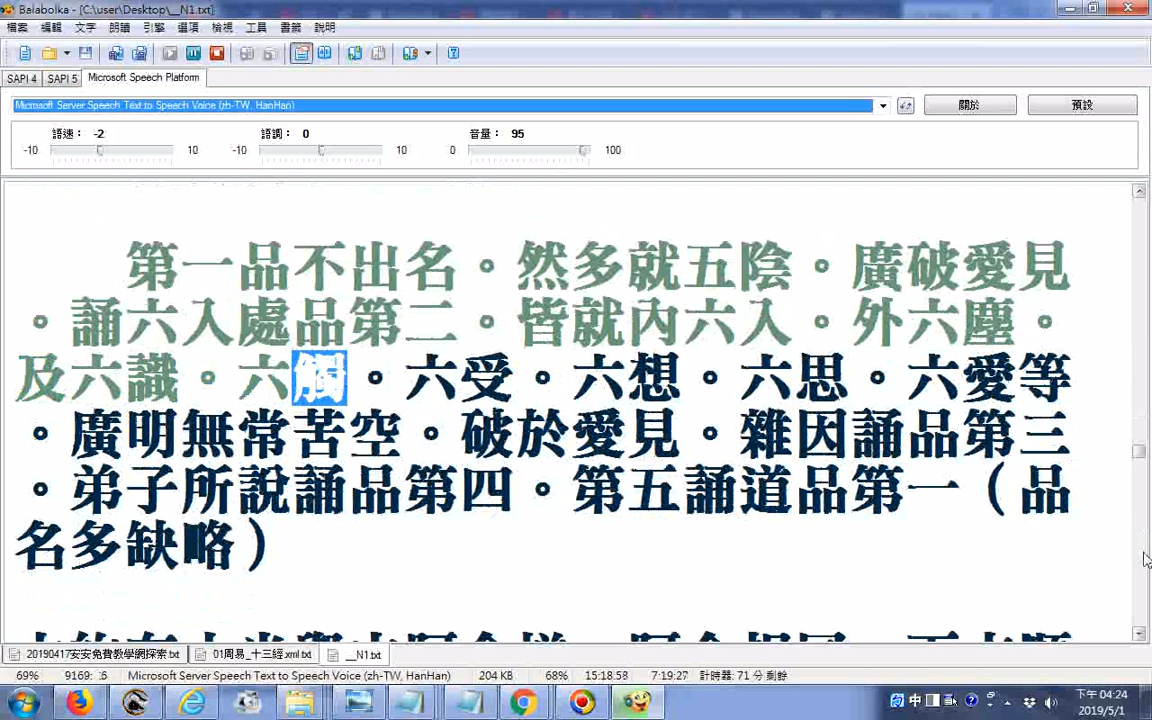 Balabolka - [C:\user\Desktop\__N1.txt]
檔案 編輯 文字 朗讀 引擎 選項 檢視 工具 書籤 說明
SAPI 4 SAPI 5 Microsoft Speech Platform
Microsoft Server Speech Text to Speech Voice (zh-TW, HanHan)
關於 預設
語速： -2 語調： 0 音量： 95
-10 10 -10 10 0 100
第一品不出名。然多就五陰。廣破愛見
。誦六入處品第二。皆就內六入。外六塵。
及六識。六觸。六受。六想。六思。六愛等
。廣明無常苦空。破於愛見。雜因誦品第三
。弟子所說誦品第四。第五誦道品第一（品
名多缺略）
20190417安安免費教學網探索.txt 01周易_十三經.xml.txt __N1.txt
69% 9169: :6 Microsoft Server Speech Text to Speech Voice (zh-TW, HanHan) 204 KB 68% 15:18:58 7:19:27 計時器: 71 分 剩餘
中 下午 04:24
2019/5/1